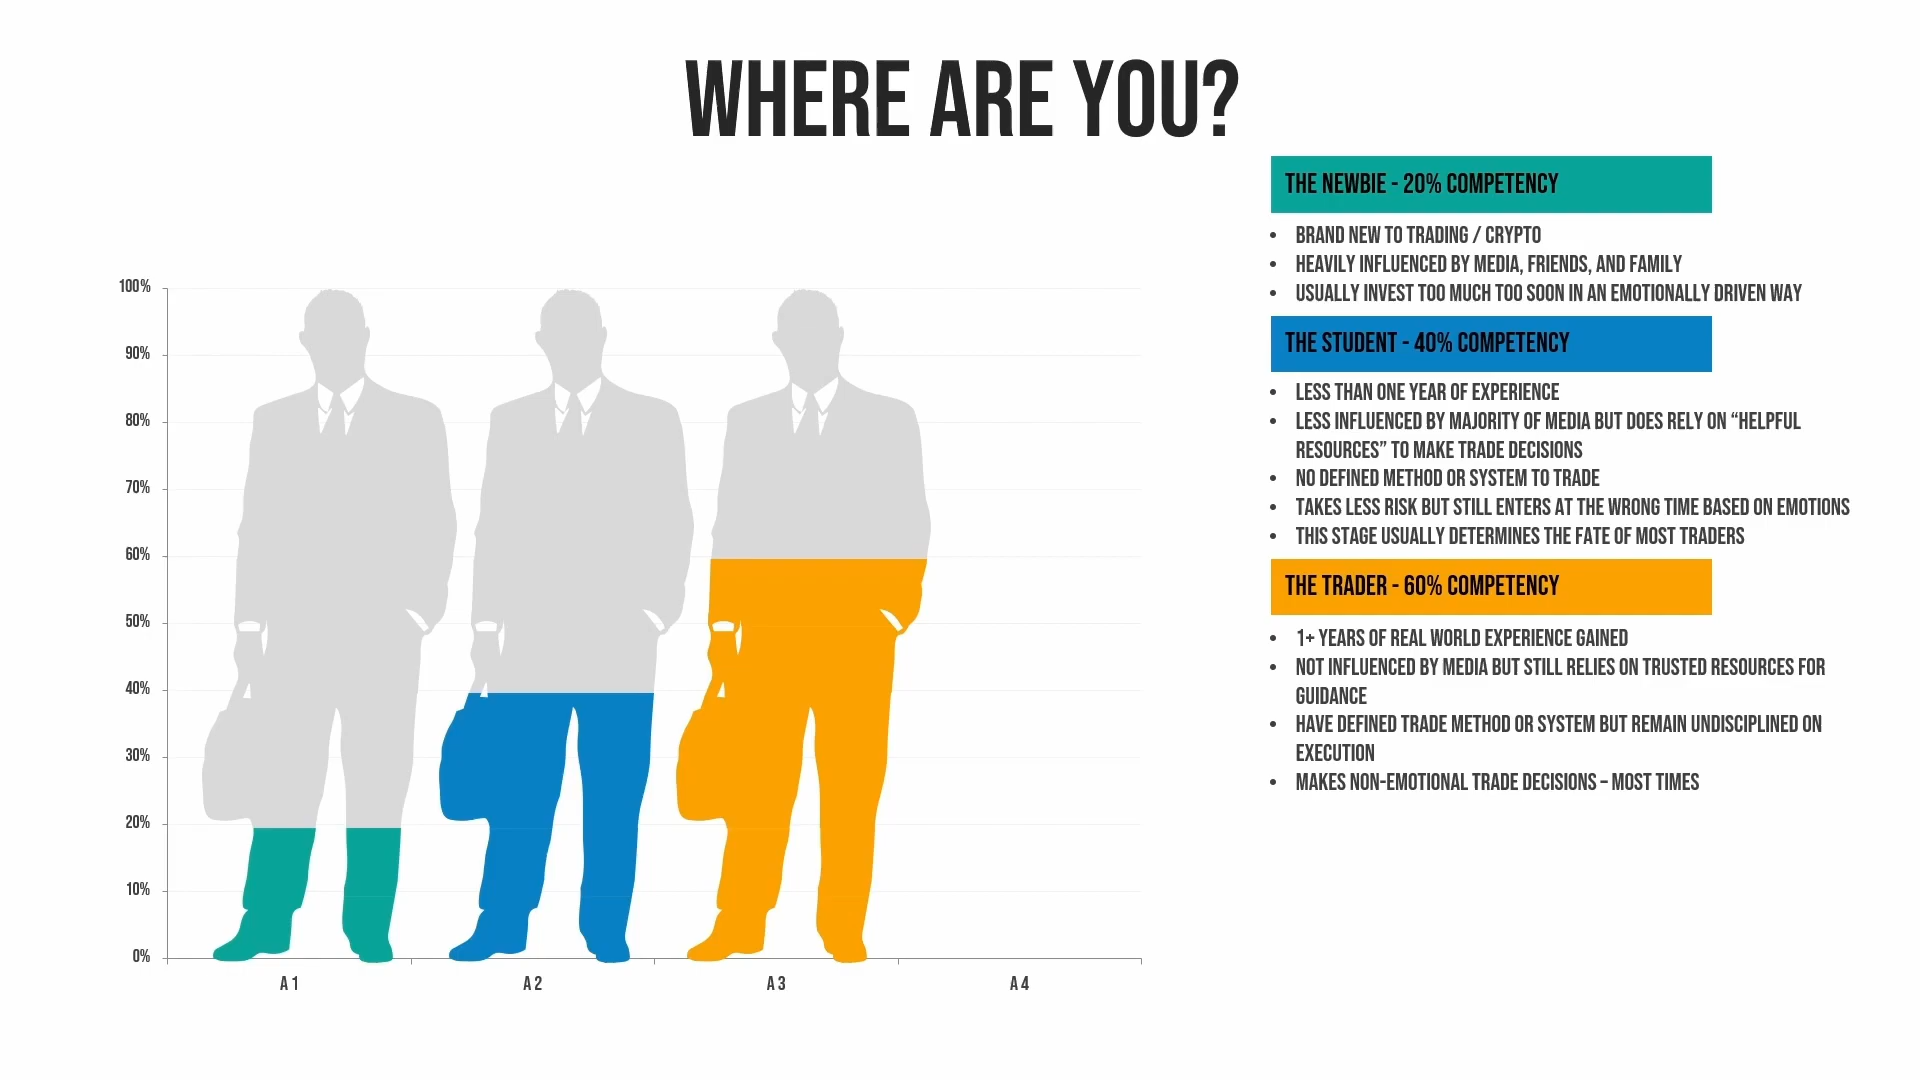 WHERE ARE YOU?
THE NEWBIE - 20% COMPETENCY
• BRAND NEW TO TRADING / CRYPTO
• HEAVILY INFLUENCED BY MEDIA, FRIENDS, AND FAMILY
• USUALLY INVEST TOO MUCH TOO SOON IN AN EMOTIONALLY DRIVEN WAY
THE STUDENT - 40% COMPETENCY
• LESS THAN ONE YEAR OF EXPERIENCE
• LESS INFLUENCED BY MAJORITY OF MEDIA BUT DOES RELY ON “HELPFUL
RESOURCES” TO MAKE TRADE DECISIONS
• NO DEFINED METHOD OR SYSTEM TO TRADE
• TAKES LESS RISK BUT STILL ENTERS AT THE WRONG TIME BASED ON EMOTIONS
• THIS STAGE USUALLY DETERMINES THE FATE OF MOST TRADERS
THE TRADER - 60% COMPETENCY
• 1+ YEARS OF REAL WORLD EXPERIENCE GAINED
• NOT INFLUENCED BY MEDIA BUT STILL RELIES ON TRUSTED RESOURCES FOR
GUIDANCE
• HAVE DEFINED TRADE METHOD OR SYSTEM BUT REMAIN UNDISCIPLINED ON
EXECUTION
• MAKES NON-EMOTIONAL TRADE DECISIONS – MOST TIMES
100%
90%
80%
70%
60%
50%
40%
30%
20%
10%
0%
A1 A2 A3 A4